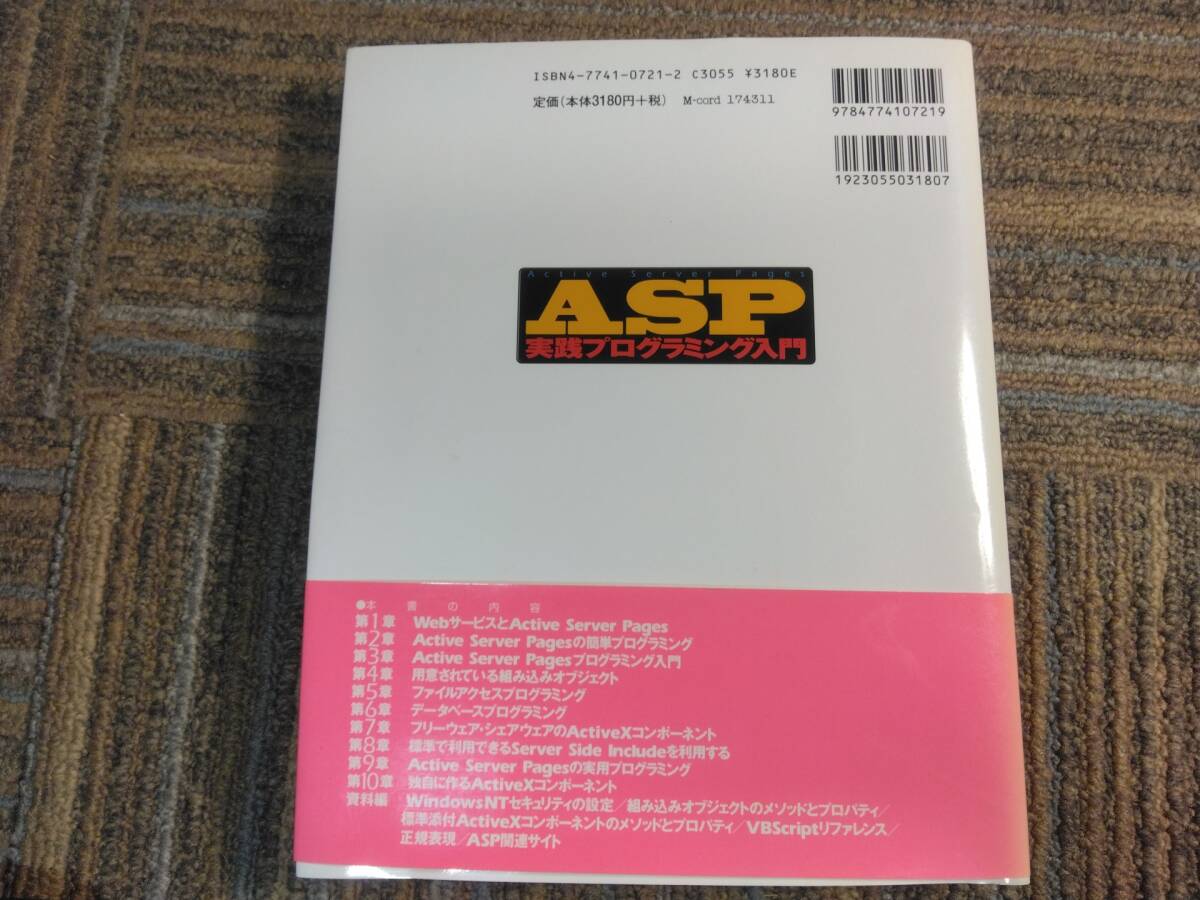 ISBN4-7741-0721-2 C3055 ¥3180E
定価(本体3180円+税) M-cord 174311
9784774107219
1923055031807
Active Server Pages
ASP
実践プログラミング入門
●本書の内容
第1章 WebサービスとActive Server Pages
第2章 Active Server Pagesの簡単プログラミング
第3章 Active Server Pagesプログラミング入門
第4章 用意されている組み込みオブジェクト
第5章 ファイルアクセスプログラミング
第6章 データベースプログラミング
第7章 フリーウェア・シェアウェアのActiveXコンポーネント
第8章 標準で利用できるServer Side Includeを利用する
第9章 Active Server Pagesの実用プログラミング
第10章 独自に作るActiveXコンポーネント
資料編 WindowsNTセキュリティの設定/組み込みオブジェクトのメソッドとプロパティ/
標準添付ActiveXコンポーネントのメソッドとプロパティ/VBScriptリファレンス/
正規表現/ASP関連サイト